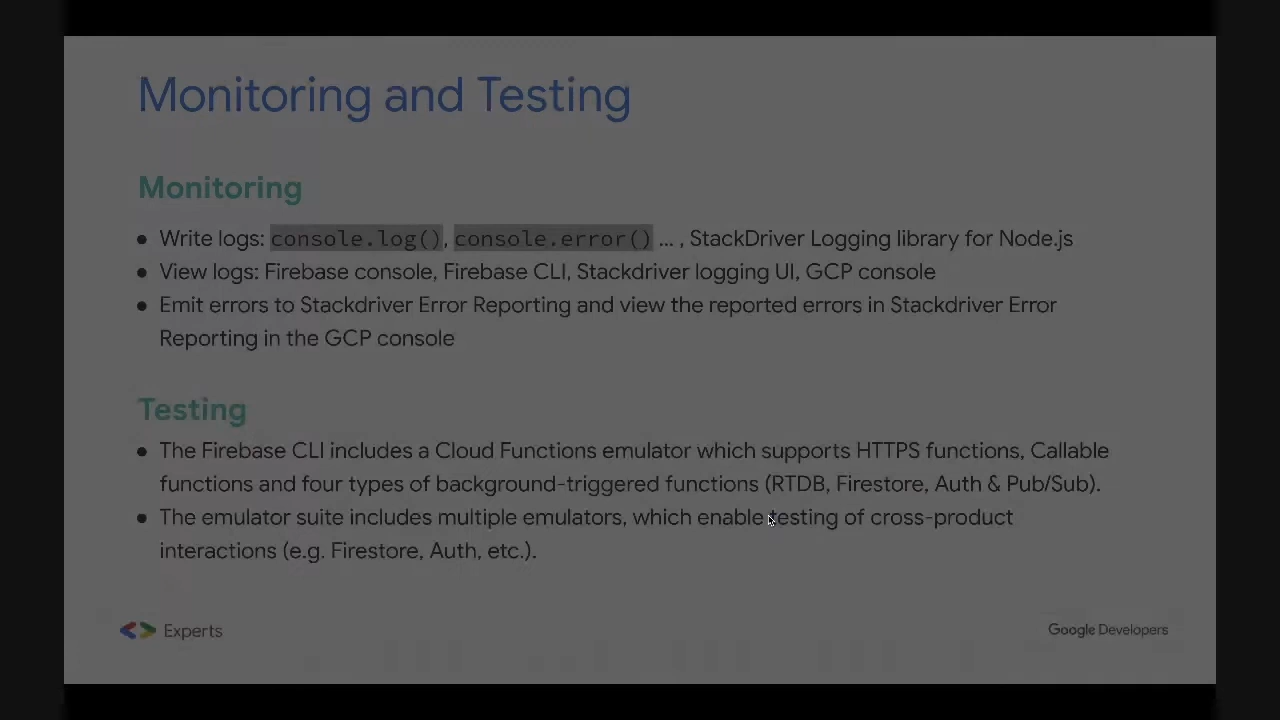 Monitoring and Testing
Monitoring
● Write logs: console.log(), console.error() ... , StackDriver Logging library for Node.js
● View logs: Firebase console, Firebase CLI, Stackdriver logging UI, GCP console
● Emit errors to Stackdriver Error Reporting and view the reported errors in Stackdriver Error
Reporting in the GCP console
Testing
● The Firebase CLI includes a Cloud Functions emulator which supports HTTPS functions, Callable
functions and four types of background-triggered functions (RTDB, Firestore, Auth & Pub/Sub).
● The emulator suite includes multiple emulators, which enable testing of cross-product
interactions (e.g. Firestore, Auth, etc.).
Experts
Google Developers